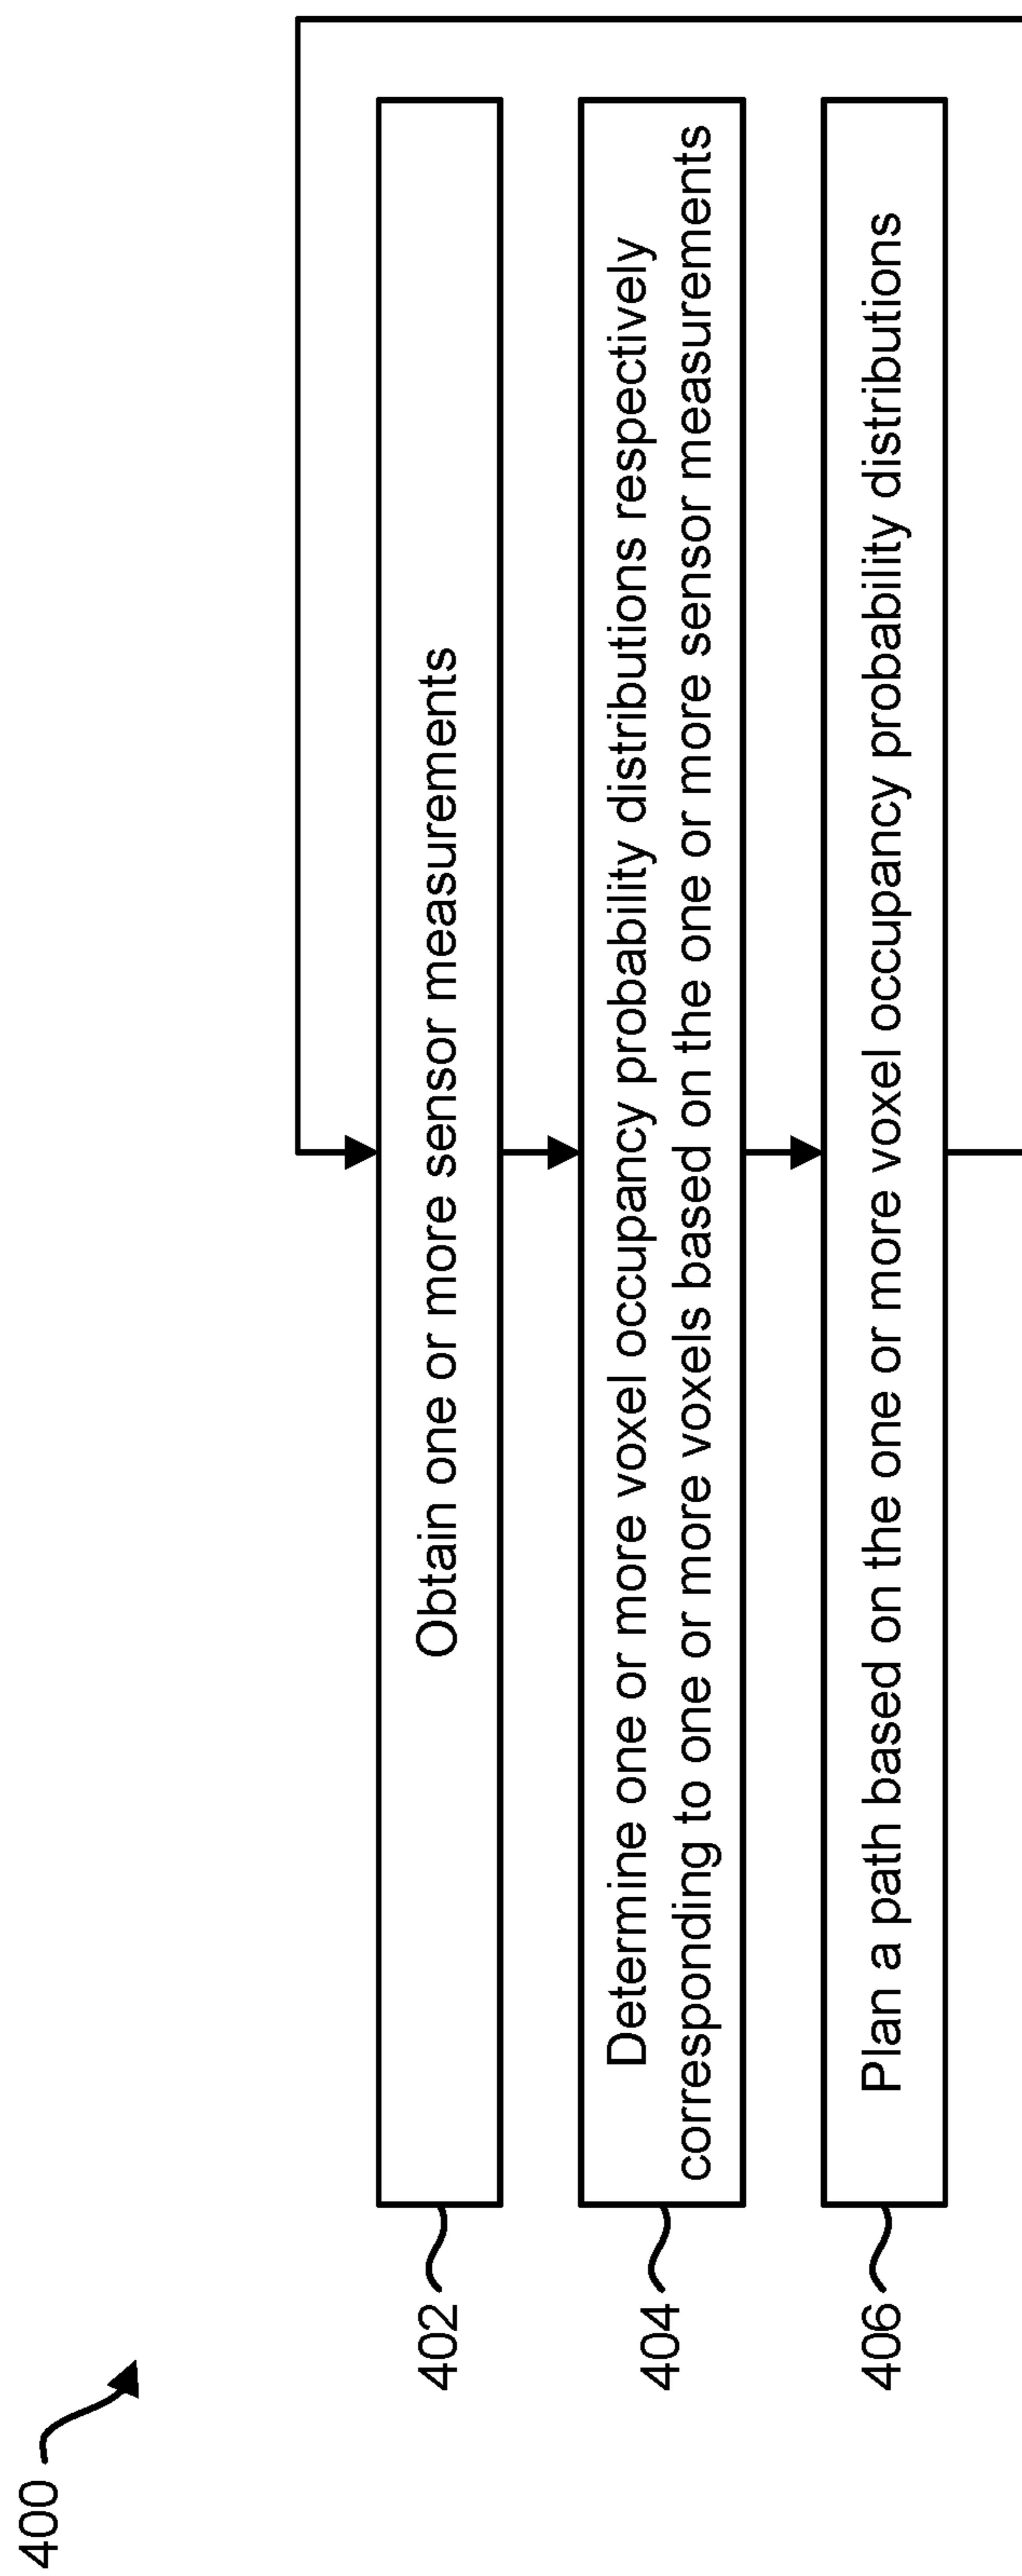 400
402
Obtain one or more sensor measurements
404
Determine one or more voxel occupancy probability distributions respectively
corresponding to one or more voxels based on the one or more sensor measurements
406
Plan a path based on the one or more voxel occupancy probability distributions